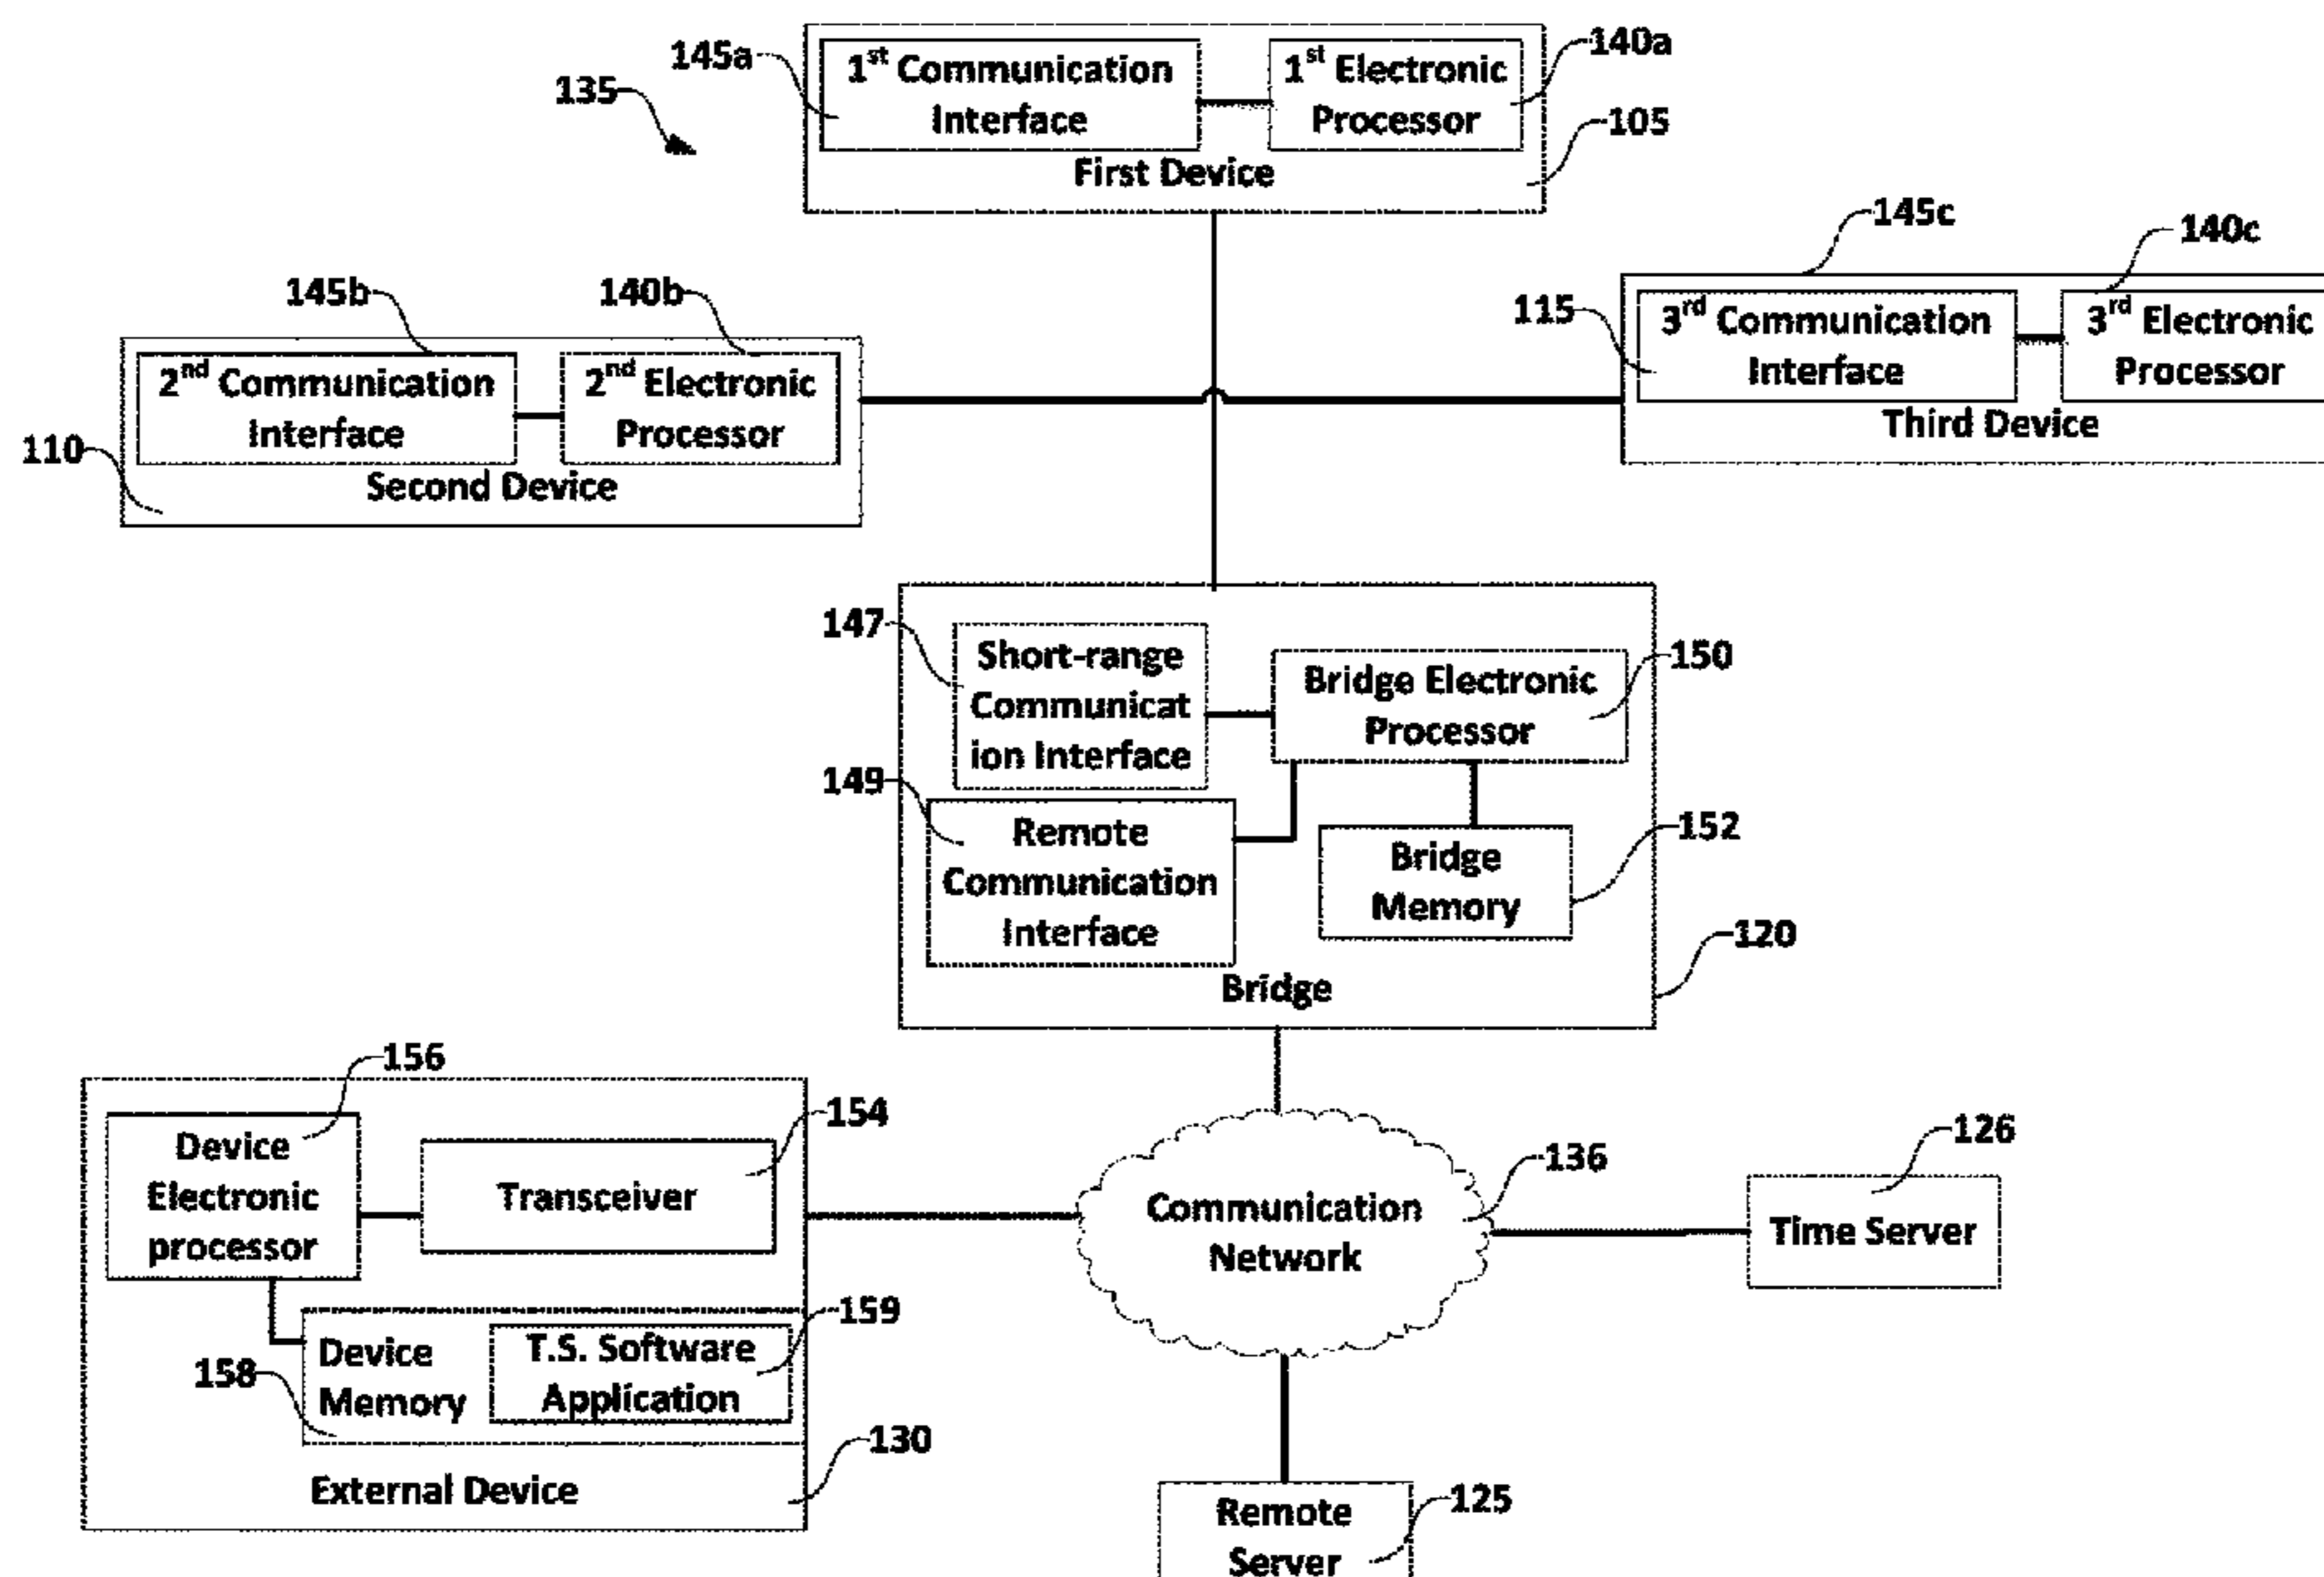 145a
1st Communication
Interface
1st Electronic
Processor
140a
135
105
First Device
145c
140c
145b
140b
115
3rd Communication
Interface
3rd Electronic
Processor
Third Device
2nd Communication
Interface
2nd Electronic
Processor
110
Second Device
147
Short-range
Communicat
ion Interface
Bridge Electronic
Processor
150
149
Remote
Communication
Interface
Bridge
Memory
152
120
Bridge
156
154
Device
Electronic
processor
Transceiver
136
126
Communication
Network
Time Server
159
158
Device
Memory
T.S. Software
Application
130
External Device
125
Remote
Server